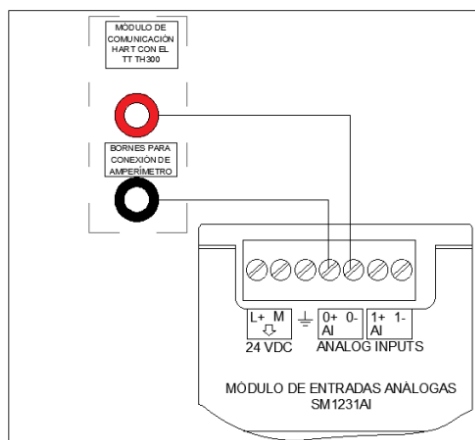 MÓDULO DE
COMUNICACIÓN
HART CON EL
TT TH300
BORNES PARA
CONEXIÓN DE
AMPERÍMETRO
L+ M 0+ 0- 1+ 1-
AI AI
24 VDC ANALOG INPUTS
MÓDULO DE ENTRADAS ANÀLOGAS
SM1231AI